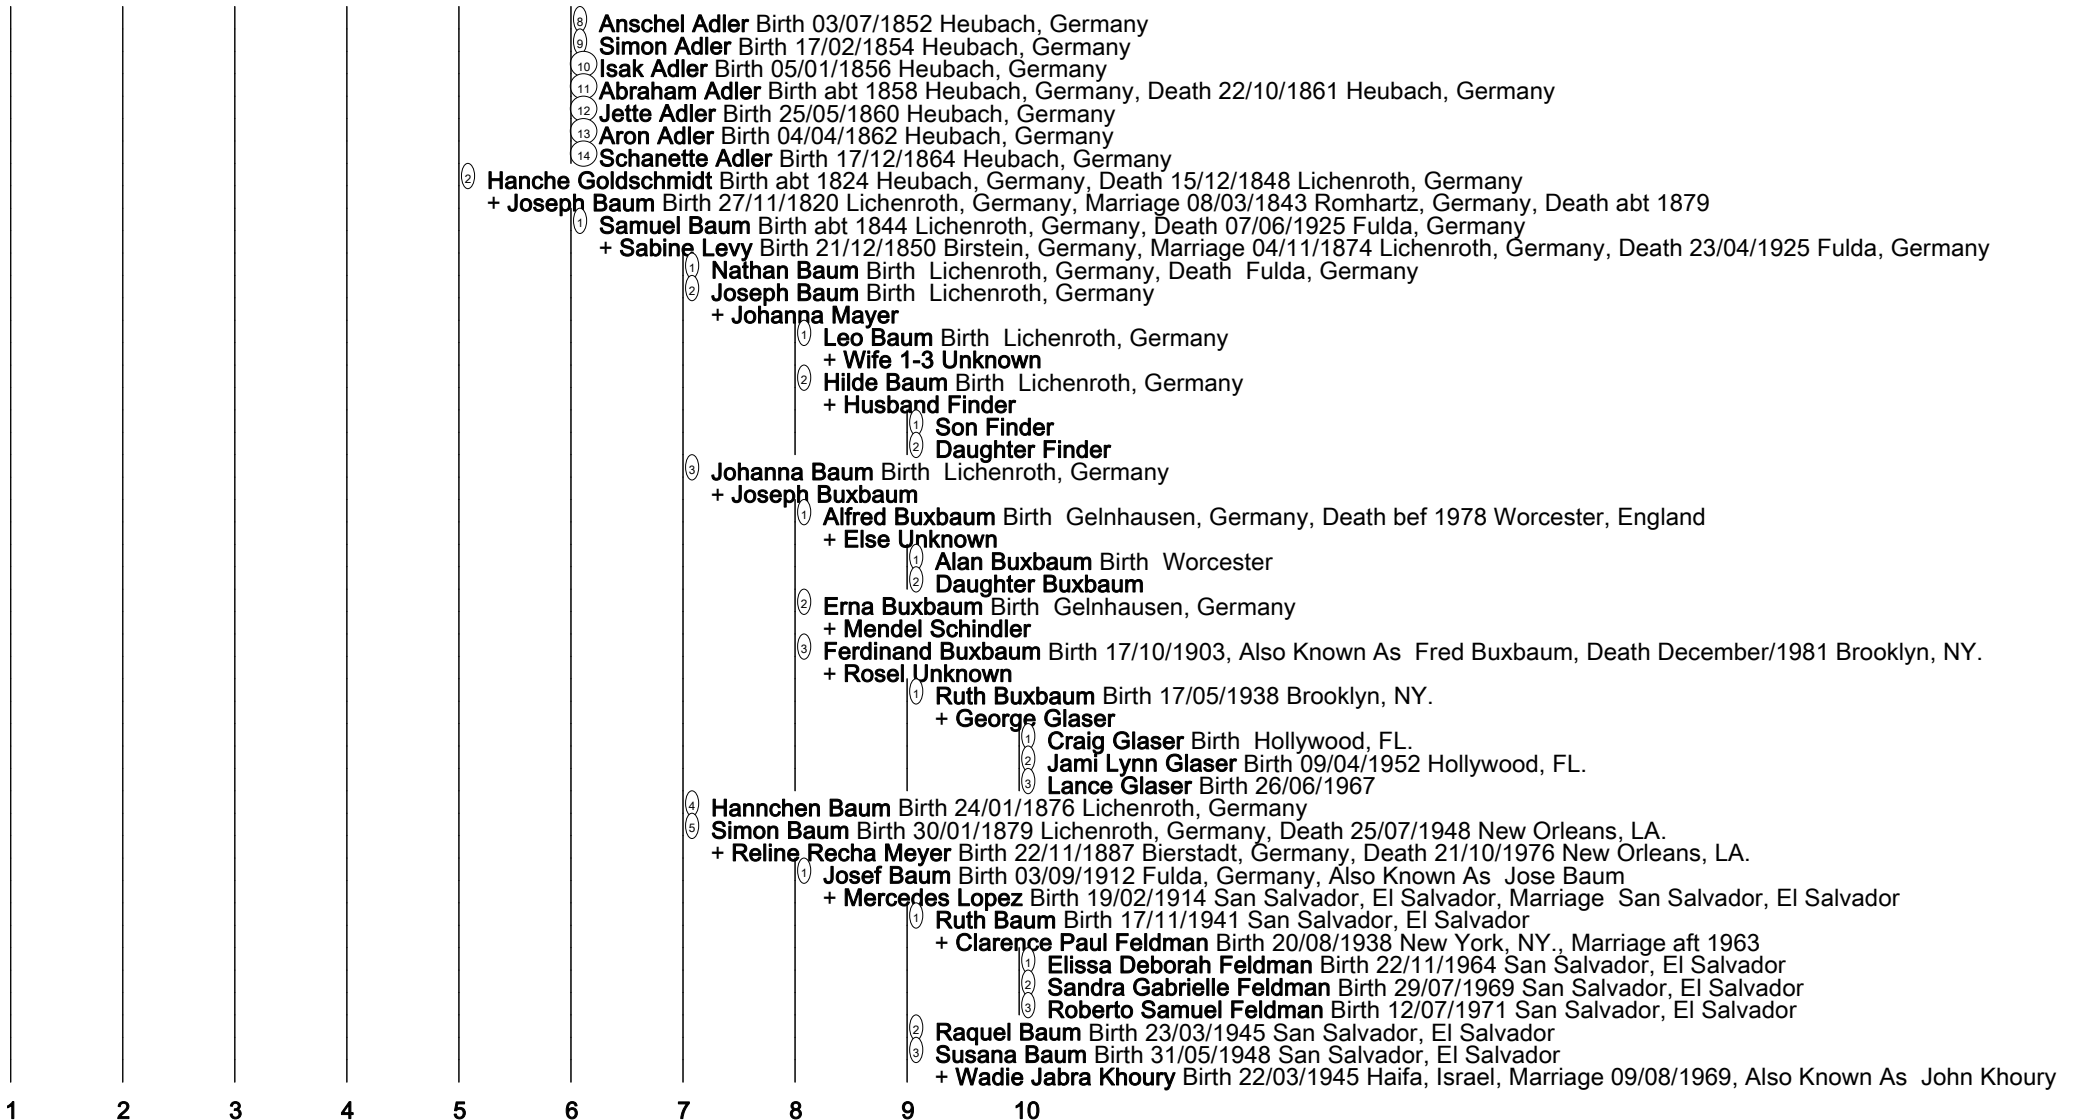 8 Anschel Adler Birth 03/07/1852 Heubach, Germany
9 Simon Adler Birth 17/02/1854 Heubach, Germany
10 Isak Adler Birth 05/01/1856 Heubach, Germany
11 Abraham Adler Birth abt 1858 Heubach, Germany, Death 22/10/1861 Heubach, Germany
12 Jette Adler Birth 25/05/1860 Heubach, Germany
13 Aron Adler Birth 04/04/1862 Heubach, Germany
14 Schanette Adler Birth 17/12/1864 Heubach, Germany
2 Hanche Goldschmidt Birth abt 1824 Heubach, Germany, Death 15/12/1848 Lichenroth, Germany
+ Joseph Baum Birth 27/11/1820 Lichenroth, Germany, Marriage 08/03/1843 Romhartz, Germany, Death abt 1879
1 Samuel Baum Birth abt 1844 Lichenroth, Germany, Death 07/06/1925 Fulda, Germany
+ Sabine Levy Birth 21/12/1850 Birstein, Germany, Marriage 04/11/1874 Lichenroth, Germany, Death 23/04/1925 Fulda, Germany
1 Nathan Baum Birth Lichenroth, Germany, Death Fulda, Germany
2 Joseph Baum Birth Lichenroth, Germany
+ Johanna Mayer
1 Leo Baum Birth Lichenroth, Germany
+ Wife 1-3 Unknown
2 Hilde Baum Birth Lichenroth, Germany
+ Husband Finder
1 Son Finder
2 Daughter Finder
3 Johanna Baum Birth Lichenroth, Germany
+ Joseph Buxbaum
1 Alfred Buxbaum Birth Gelnhausen, Germany, Death bef 1978 Worcester, England
+ Else Unknown
1 Alan Buxbaum Birth Worcester
2 Daughter Buxbaum
2 Erna Buxbaum Birth Gelnhausen, Germany
+ Mendel Schindler
3 Ferdinand Buxbaum Birth 17/10/1903, Also Known As Fred Buxbaum, Death December/1981 Brooklyn, NY.
+ Rosel Unknown
1 Ruth Buxbaum Birth 17/05/1938 Brooklyn, NY.
+ George Glaser
1 Craig Glaser Birth Hollywood, FL.
2 Jami Lynn Glaser Birth 09/04/1952 Hollywood, FL.
3 Lance Glaser Birth 26/06/1967
4 Hannchen Baum Birth 24/01/1876 Lichenroth, Germany
5 Simon Baum Birth 30/01/1879 Lichenroth, Germany, Death 25/07/1948 New Orleans, LA.
+ Reline Recha Meyer Birth 22/11/1887 Bierstadt, Germany, Death 21/10/1976 New Orleans, LA.
1 Josef Baum Birth 03/09/1912 Fulda, Germany, Also Known As Jose Baum
+ Mercedes Lopez Birth 19/02/1914 San Salvador, El Salvador, Marriage San Salvador, El Salvador
1 Ruth Baum Birth 17/11/1941 San Salvador, El Salvador
+ Clarence Paul Feldman Birth 20/08/1938 New York, NY., Marriage aft 1963
1 Elissa Deborah Feldman Birth 22/11/1964 San Salvador, El Salvador
2 Sandra Gabrielle Feldman Birth 29/07/1969 San Salvador, El Salvador
3 Roberto Samuel Feldman Birth 12/07/1971 San Salvador, El Salvador
2 Raquel Baum Birth 23/03/1945 San Salvador, El Salvador
3 Susana Baum Birth 31/05/1948 San Salvador, El Salvador
+ Wadie Jabra Khoury Birth 22/03/1945 Haifa, Israel, Marriage 09/08/1969, Also Known As John Khoury
1 2 3 4 5 6 7 8 9 10